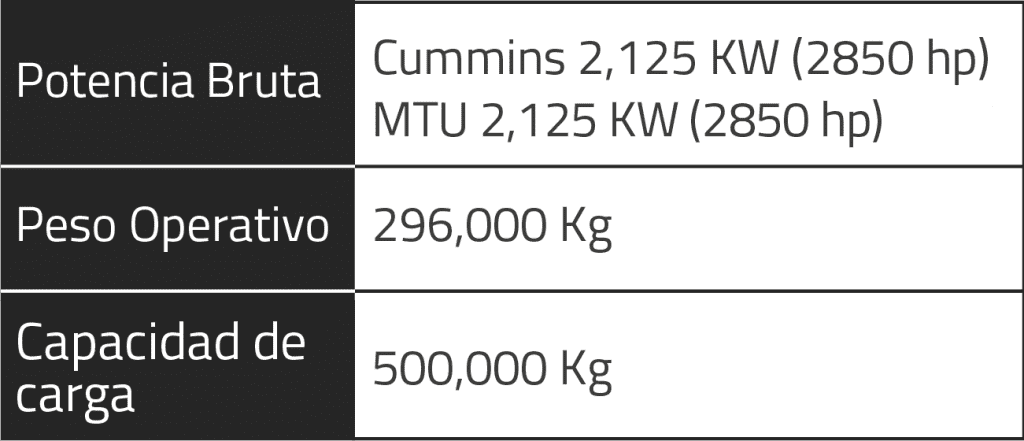 Potencia Bruta
Cummins 2,125 KW (2850 hp)
MTU 2,125 KW (2850 hp)
Peso Operativo
296,000 Kg
Capacidad de
carga
500,000 Kg